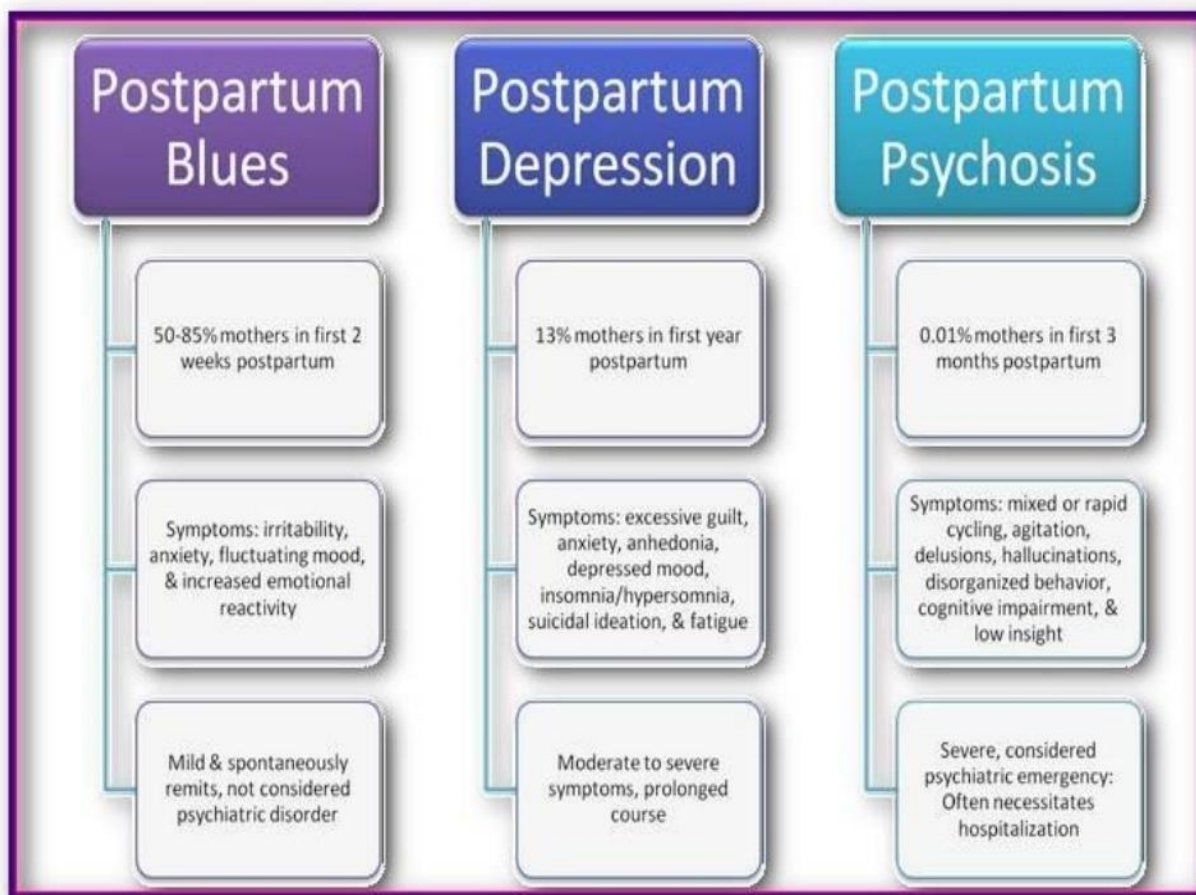 Postpartum
Blues
50-85% mothers in first 2
weeks postpartum
Symptoms: irritability,
anxiety, fluctuating mood,
& increased emotional
reactivity
Mild & spontaneously
remits, not considered
psychiatric disorder
Postpartum
Depression
13% mothers in first year
postpartum
Symptoms: excessive guilt,
anxiety, anhedonia,
depressed mood,
insomnia/hypersomnia,
suicidal ideation, & fatigue
Moderate to severe
symptoms, prolonged
course
Postpartum
Psychosis
0.01% mothers in first 3
months postpartum
Symptoms: mixed or rapid
cycling, agitation,
delusions, hallucinations,
disorganized behavior,
cognitive impairment, &
low insight
Severe, considered
psychiatric emergency:
Often necessitates
hospitalization